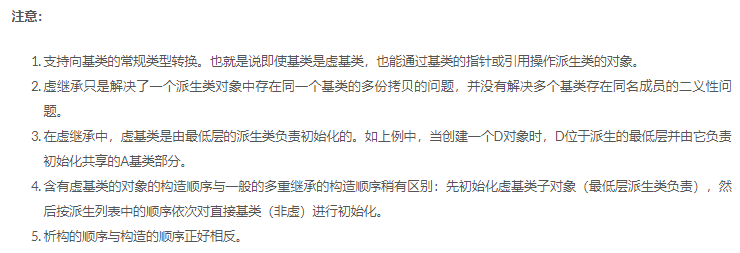 注意：
1. 支持向基类的常规类型转换。也就是说即使基类是虚基类，也能通过基类的指针或引用操作派生类的对象。
2. 虚继承只是解决了一个派生类对象中存在同一个基类的多份拷贝的问题，并没有解决多个基类存在同名成员的二义性问
题。
3. 在虚继承中，虚基类是由最低层的派生类负责初始化的。如上例中，当创建一个D对象时，D位于派生的最低层并由它负责
初始化共享的A基类部分。
4. 含有虚基类的对象的构造顺序与一般的多重继承的构造顺序稍有区别：先初始化虚基类子对象（最低层派生类负责），然
后按派生列表中的顺序依次对直接基类（非虚）进行初始化。
5. 析构的顺序与构造的顺序正好相反。